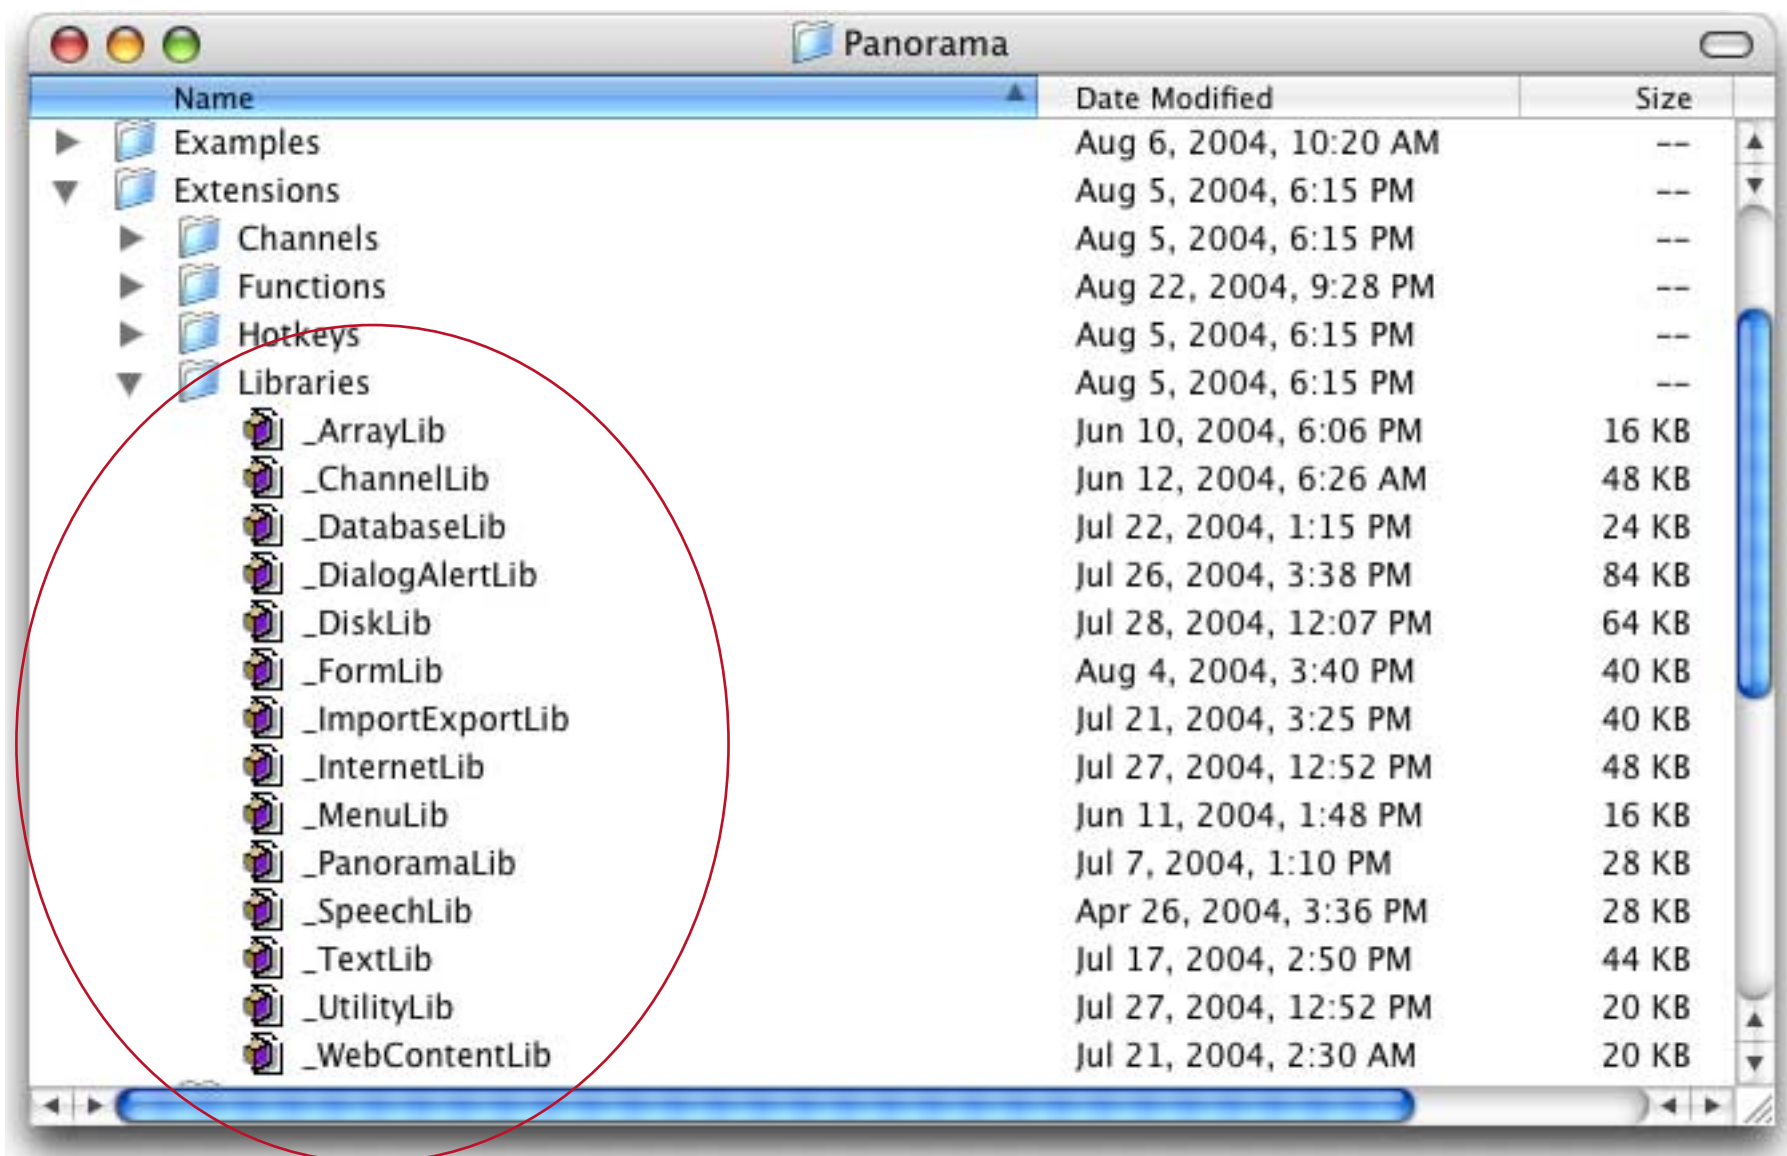 Panorama
Name Date Modified Size
Examples Aug 6, 2004, 10:20 AM --
Extensions Aug 5, 2004, 6:15 PM --
Channels Aug 5, 2004, 6:15 PM --
Functions Aug 22, 2004, 9:28 PM --
Hotkeys Aug 5, 2004, 6:15 PM --
Libraries Aug 5, 2004, 6:15 PM --
_ArrayLib Jun 10, 2004, 6:06 PM 16 KB
_ChannelLib Jun 12, 2004, 6:26 AM 48 KB
_DatabaseLib Jul 22, 2004, 1:15 PM 24 KB
_DialogAlertLib Jul 26, 2004, 3:38 PM 84 KB
_DiskLib Jul 28, 2004, 12:07 PM 64 KB
_FormLib Aug 4, 2004, 3:40 PM 40 KB
_ImportExportLib Jul 21, 2004, 3:25 PM 40 KB
_InternetLib Jul 27, 2004, 12:52 PM 48 KB
_MenuLib Jun 11, 2004, 1:48 PM 16 KB
_PanoramaLib Jul 7, 2004, 1:10 PM 28 KB
_SpeechLib Apr 26, 2004, 3:36 PM 28 KB
_TextLib Jul 17, 2004, 2:50 PM 44 KB
_UtilityLib Jul 27, 2004, 12:52 PM 20 KB
_WebContentLib Jul 21, 2004, 2:30 AM 20 KB